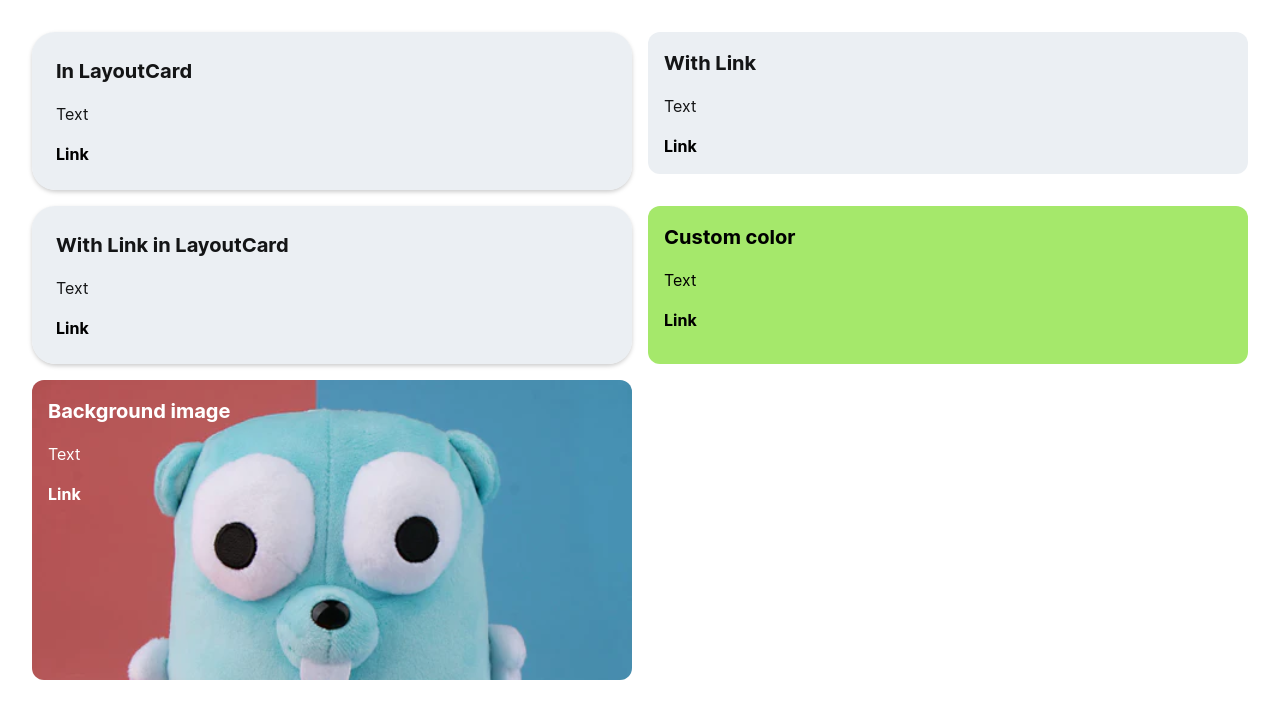 In LayoutCard
Text
Link
With Link
Text
Link
With Link in LayoutCard
Text
Link
Custom color
Text
Link
Background image
Text
Link